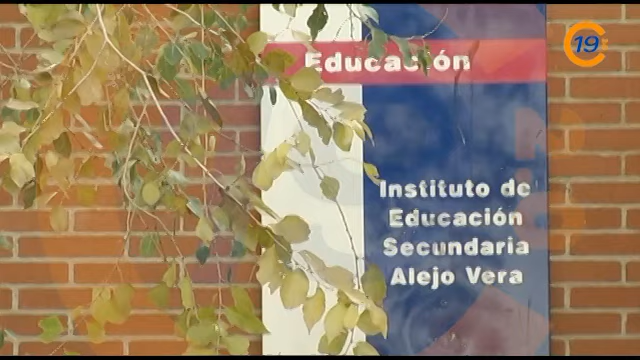 19
Educación
Instituto de
Educación
Secundaria
Alejo Vera